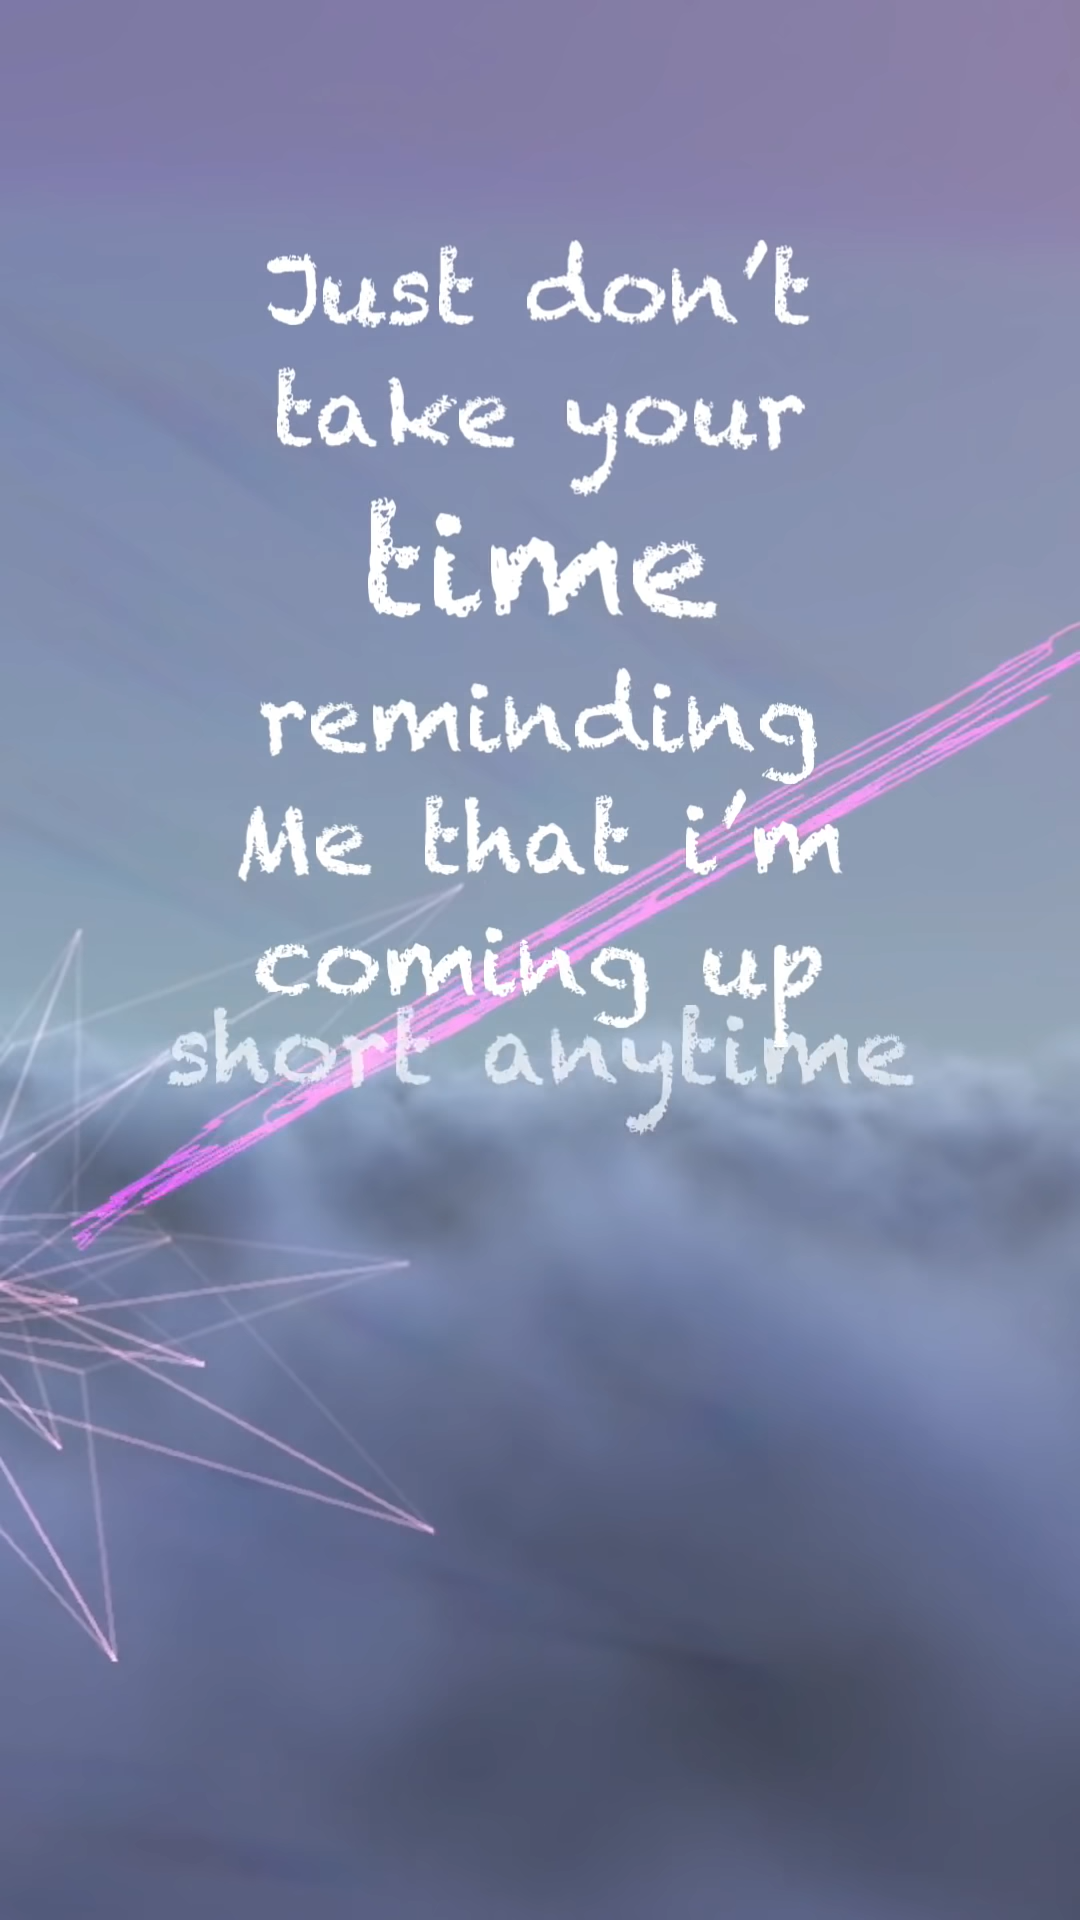 Just don't
take your
time
reminding
Me that i'm
coming up
short anytime